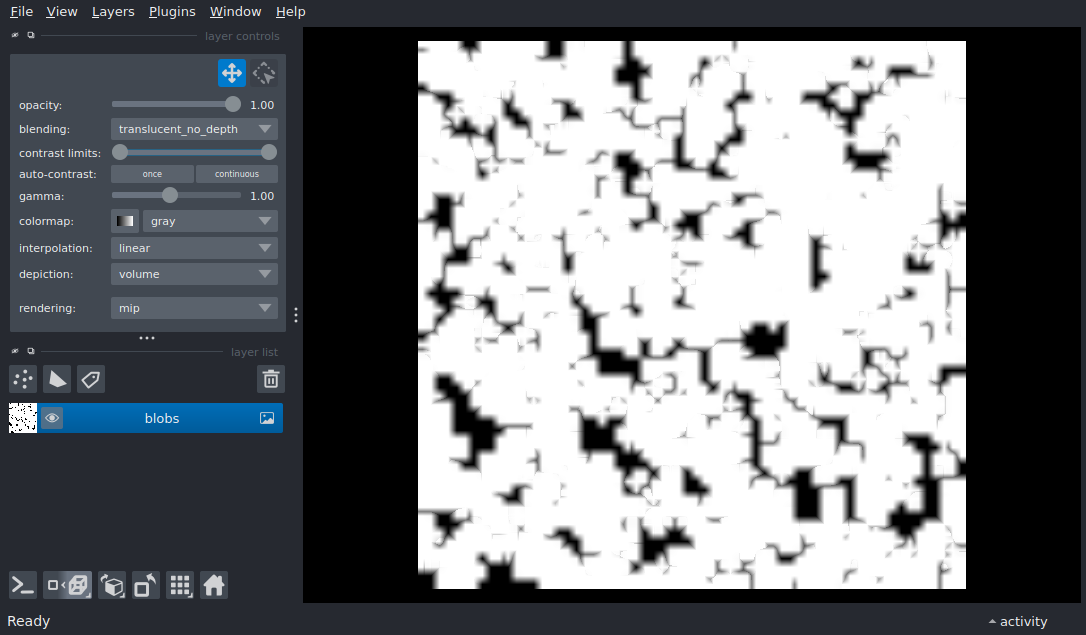 File View Layers Plugins Window Help
layer controls
opacity: 1.00
blending: translucent_no_depth
contrast limits:
auto-contrast: once continuous
gamma: 1.00
colormap: gray
interpolation: linear
depiction: volume
rendering: mip
layer list
blobs
Ready
activity